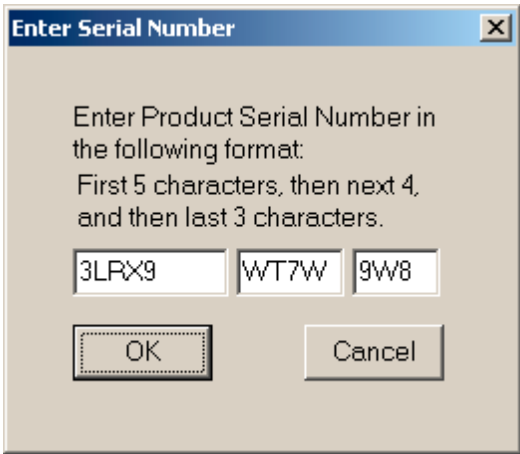 Enter Serial Number
Enter Product Serial Number in
the following format:
First 5 characters, then next 4,
and then last 3 characters.
3LRX9 WT7W 9W8
OK Cancel